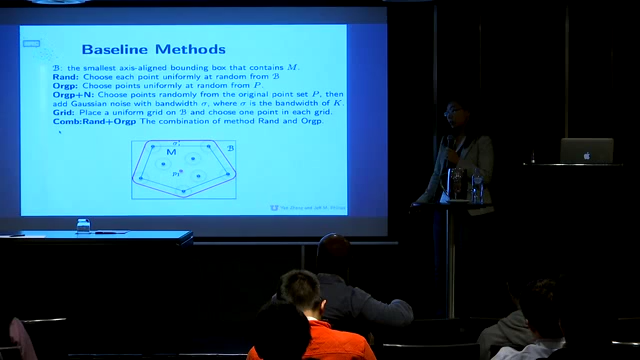 Baseline Methods
B: the smallest axis-aligned bounding box that contains M.
Rand: Choose each point uniformly at random from B
Orgp: Choose points uniformly at random from P.
Orgp+N: Choose points randomly from the original point set P, then
add Gaussian noise with bandwidth σ, where σ is the bandwidth of K.
Grid: Place a uniform grid on B and choose one point in each grid.
Comb:Rand+Orgp The combination of method Rand and Orgp.
σ
B
M